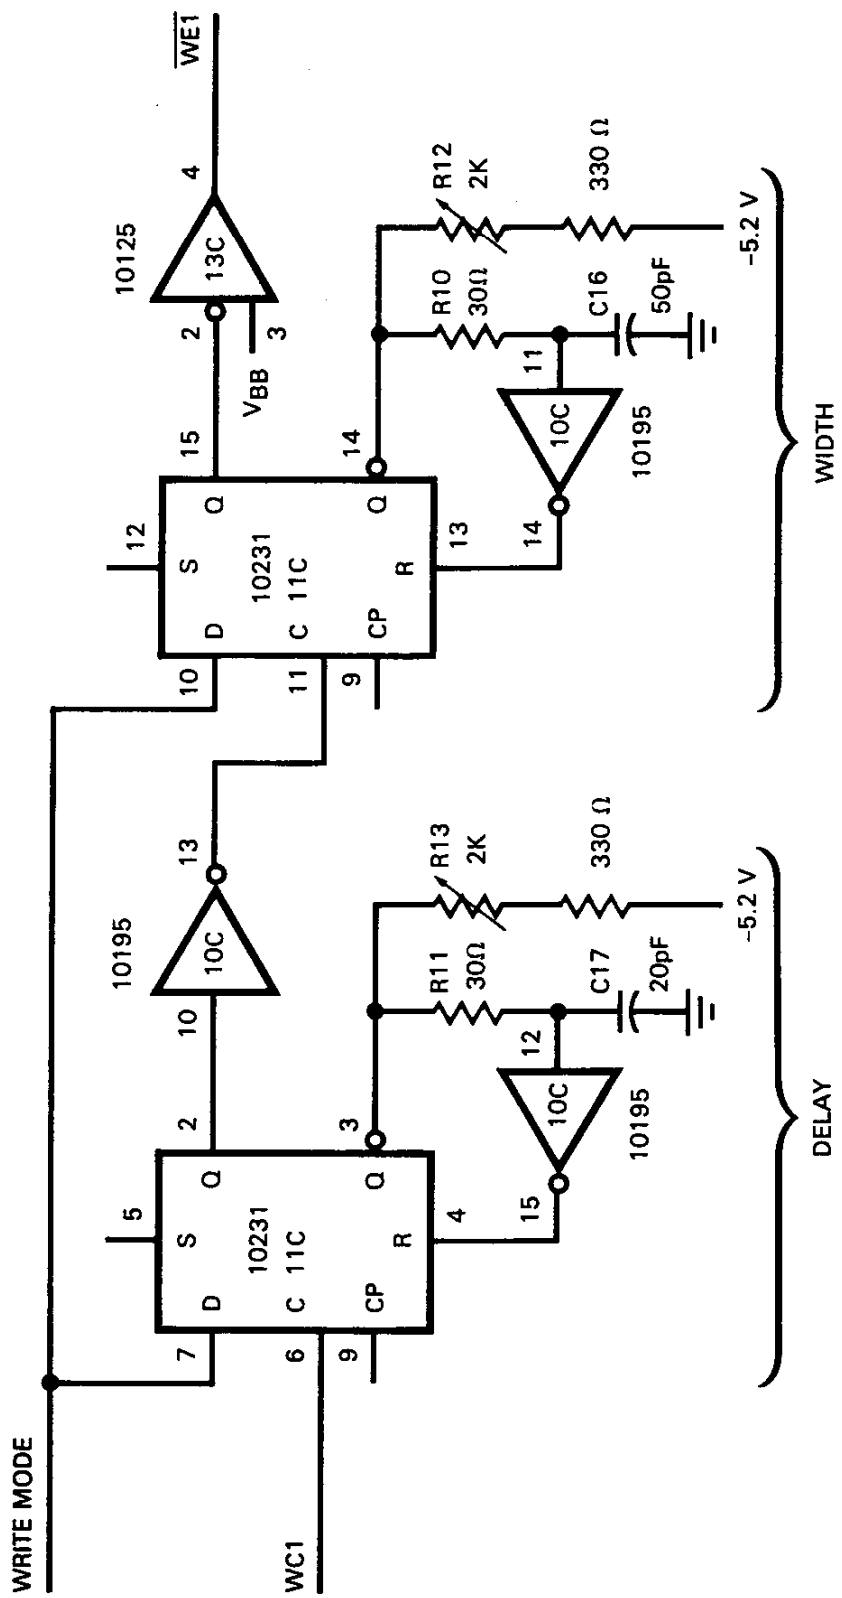 WRITE MODE
WC1
7
D
6
C
9
CP
5
S
10231
11C
Q
2
Q
3
R
4
15
10C
10195
12
R11
30Ω
C17
20pF
R13
2K
330 Ω
–5.2 V
DELAY
10
10C
10195
13
10
D
11
C
9
CP
12
S
10231
11C
Q
15
Q
14
R
13
14
10C
10195
11
R10
30Ω
C16
50pF
R12
2K
330 Ω
–5.2 V
WIDTH
2
3
VBB
13C
10125
4
WE1